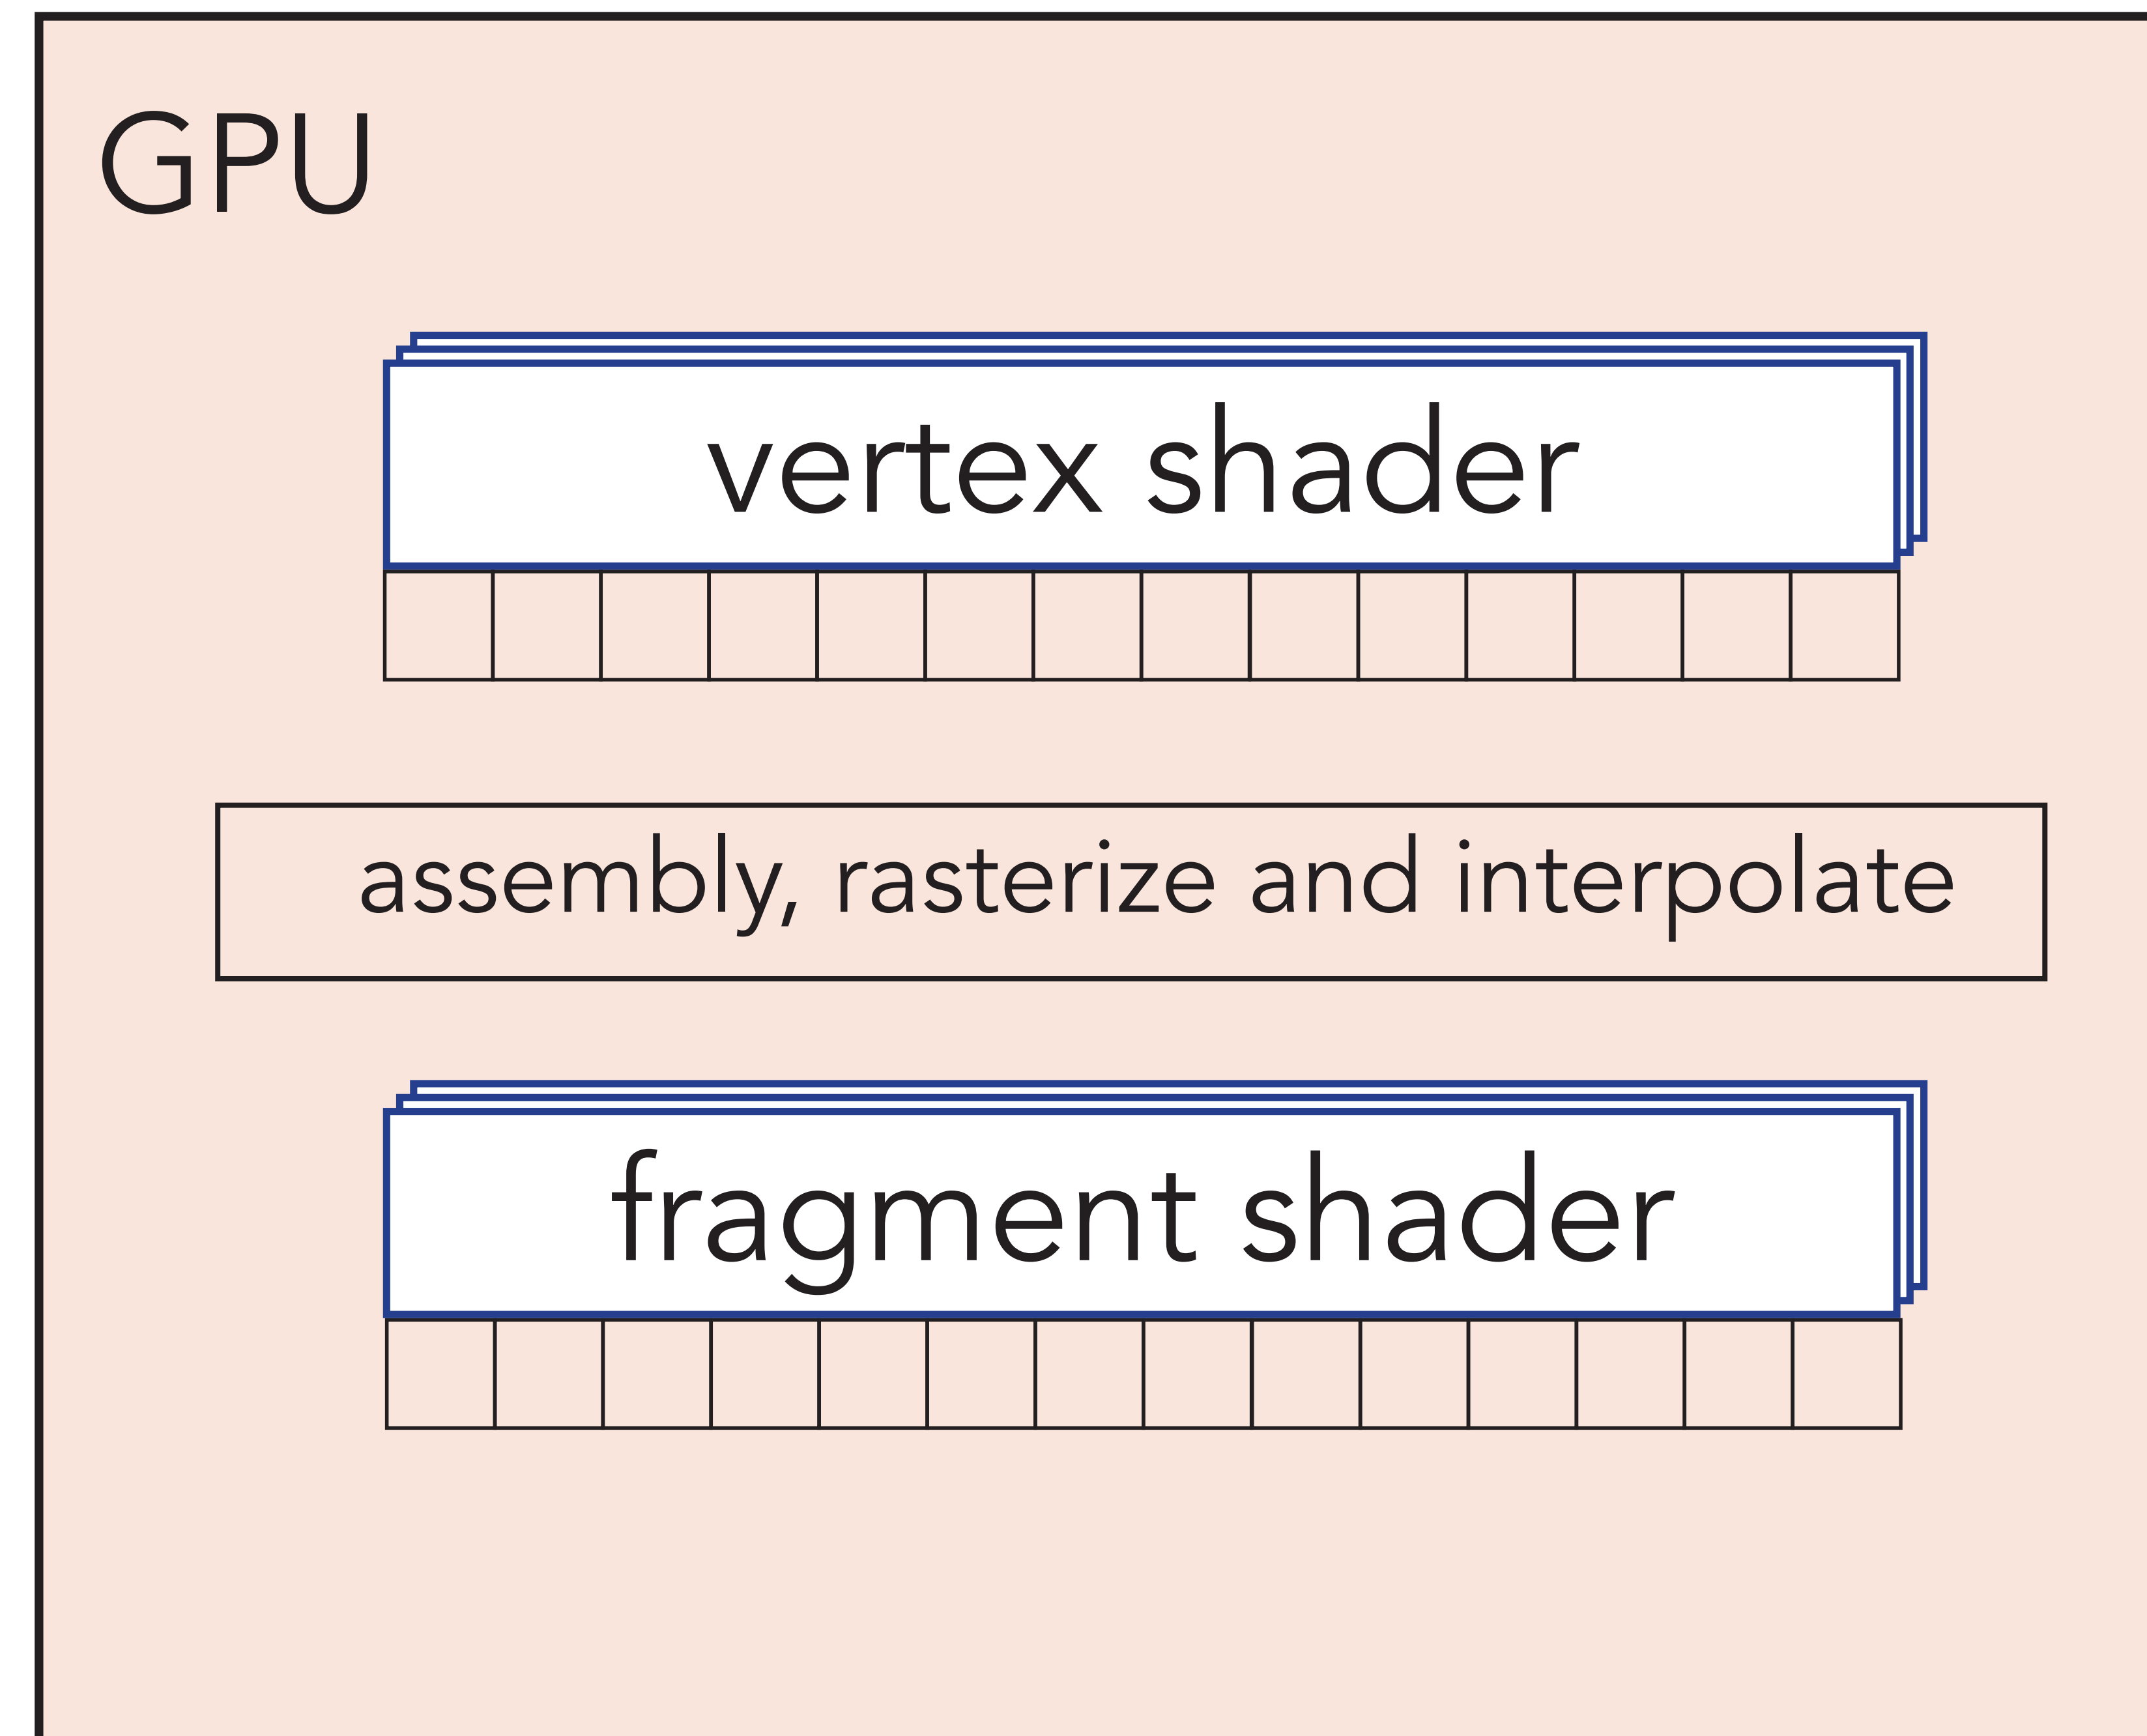 GPU
vertex shader
assembly, rasterize and interpolate
fragment shader